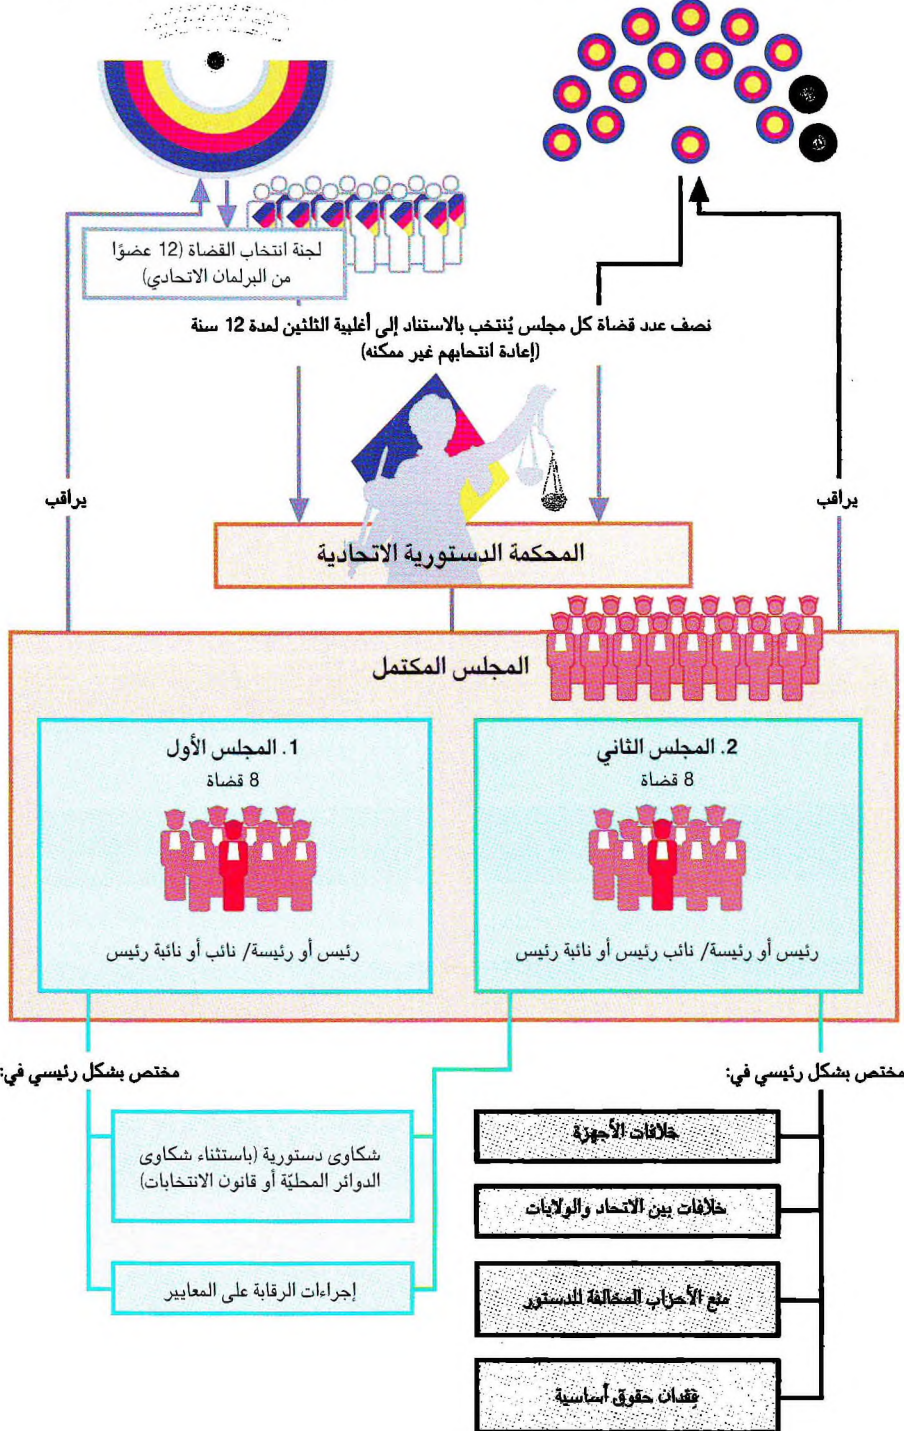 لجنة انتخاب القضاة (12 عضوًا
من البرلمان الاتحادي)
نصف عدد قضاة كل مجلس يُنتخب بالاستناد إلى أغلبية الثلثين لمدة 12 سنة
(إعادة انتحابهم غير ممكنه)
يراقب
يراقب
المحكمة الدستورية الاتحادية
المجلس المكتمل
1. المجلس الأول
8 قضاة
رئيس أو رئيسة/ نائب أو نائبة رئيس
2. المجلس الثاني
8 قضاة
رئيس أو رئيسة/ نائب رئيس أو نائبة رئيس
مختص بشكل رئيسي في:
شكاوى دستورية (باستثناء شكاوى
الدوائر المحليّة أو قانون الانتخابات)
إجراءات الرقابة على المعايير
مختص بشكل رئيسي في:
خلافات الأجهزة
خلافات بين الاتحاد والولايات
منع الأحزاب المخالفة للدستور
فقدان حقوق أساسية